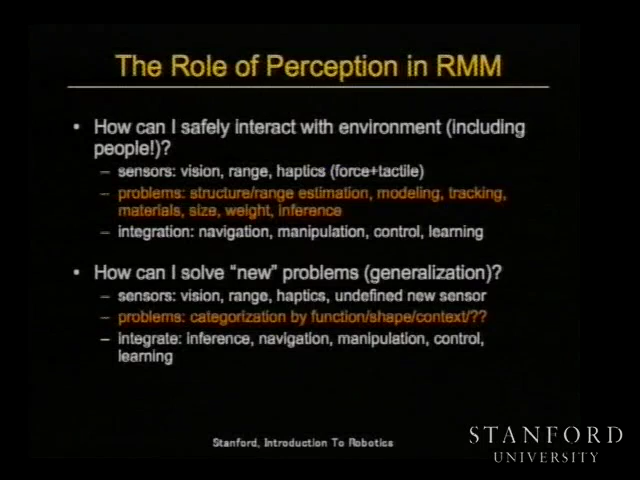 The Role of Perception in RMM
• How can I safely interact with environment (including
people!)?
– sensors: vision, range, haptics (force+tactile)
– problems: structure/range estimation, modeling, tracking,
materials, size, weight, inference
– integration: navigation, manipulation, control, learning
• How can I solve “new” problems (generalization)?
– sensors: vision, range, haptics, undefined new sensor
– problems: categorization by function/shape/context/??
– integrate: inference, navigation, manipulation, control,
learning
Stanford, Introduction To Robotics
STANFORD
UNIVERSITY